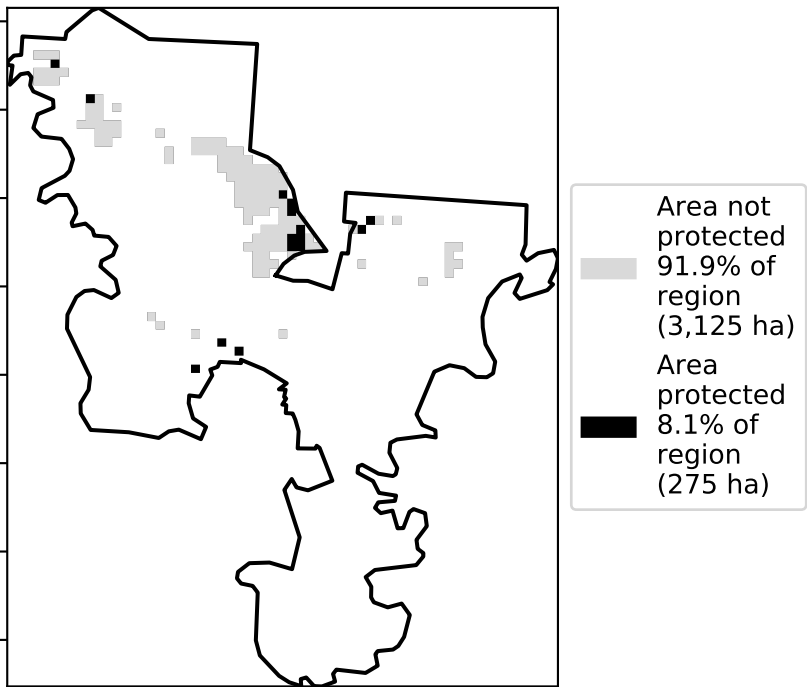 Area not
protected
91.9% of
region
(3,125 ha)
Area
protected
8.1% of
region
(275 ha)